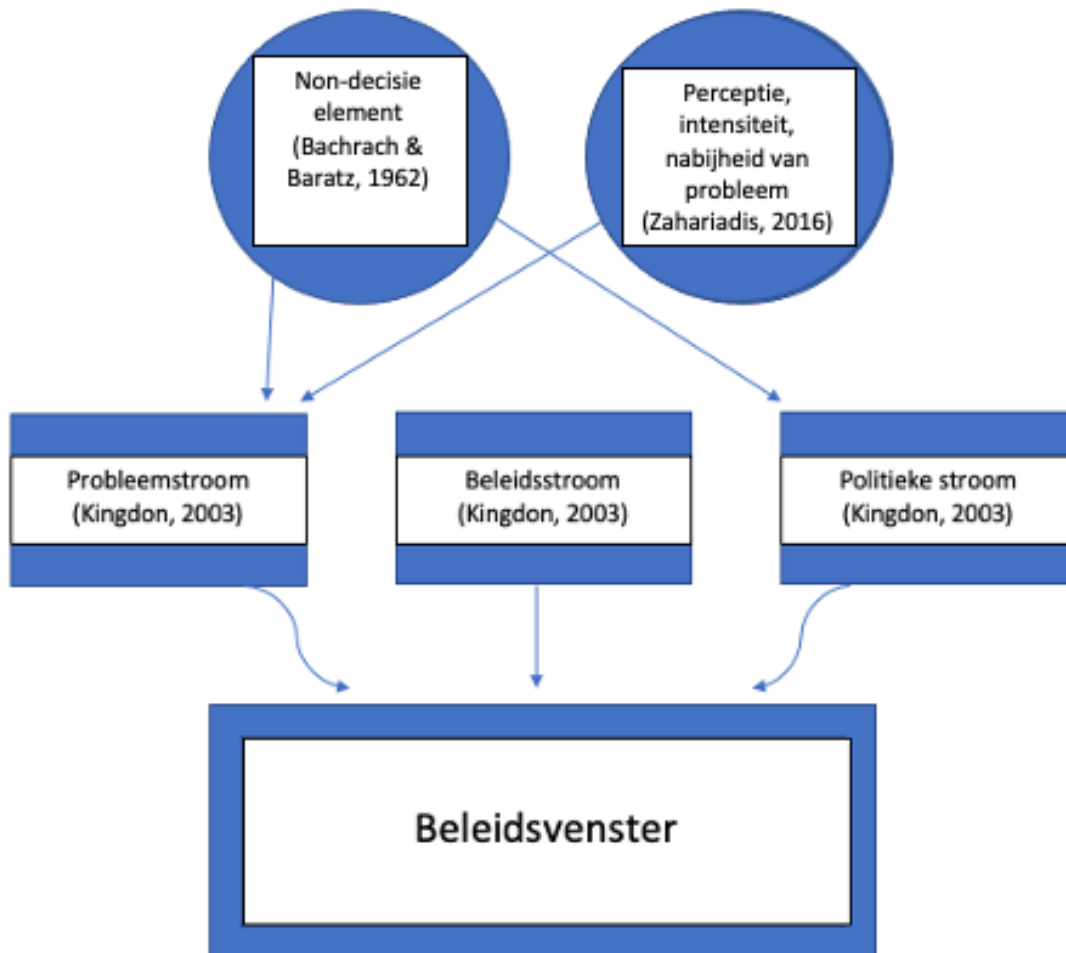 Non-decisie
element
(Bachrach &
Baratz, 1962)
Perceptie,
intensiteit,
nabijheid van
probleem
(Zahariadis, 2016)
Probleemstroom
(Kingdon, 2003)
Beleidsstroom
(Kingdon, 2003)
Politieke stroom
(Kingdon, 2003)
Beleidsvenster